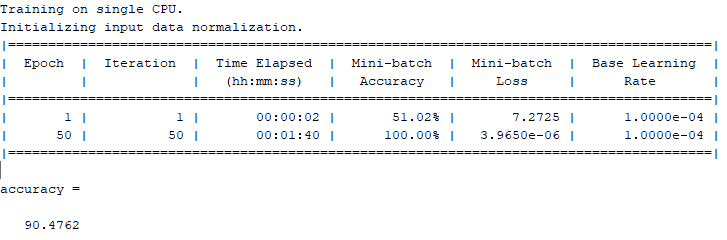 Training on single CPU.
Initializing input data normalization.
|========================================================================================|
|  Epoch  |  Iteration  |  Time Elapsed  |  Mini-batch  |  Mini-batch  |  Base Learning  |
|         |             |   (hh:mm:ss)   |   Accuracy   |     Loss     |      Rate       |
|========================================================================================|
|       1 |           1 |       00:00:02 |       51.02% |       7.2725 |      1.0000e-04 |
|      50 |          50 |       00:01:40 |      100.00% |   3.9650e-06 |      1.0000e-04 |
|========================================================================================|
accuracy =
90.4762